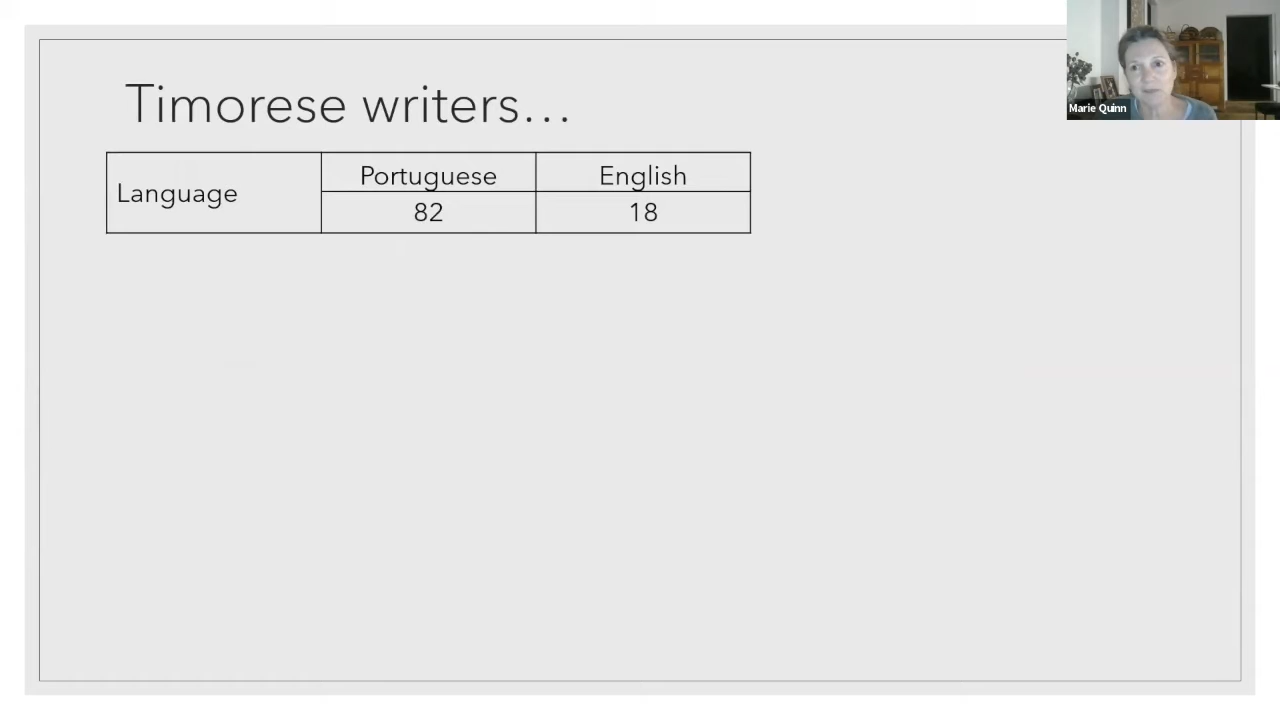 Timorese writers...
Marie Quinn
Language
Portuguese
English
82
18